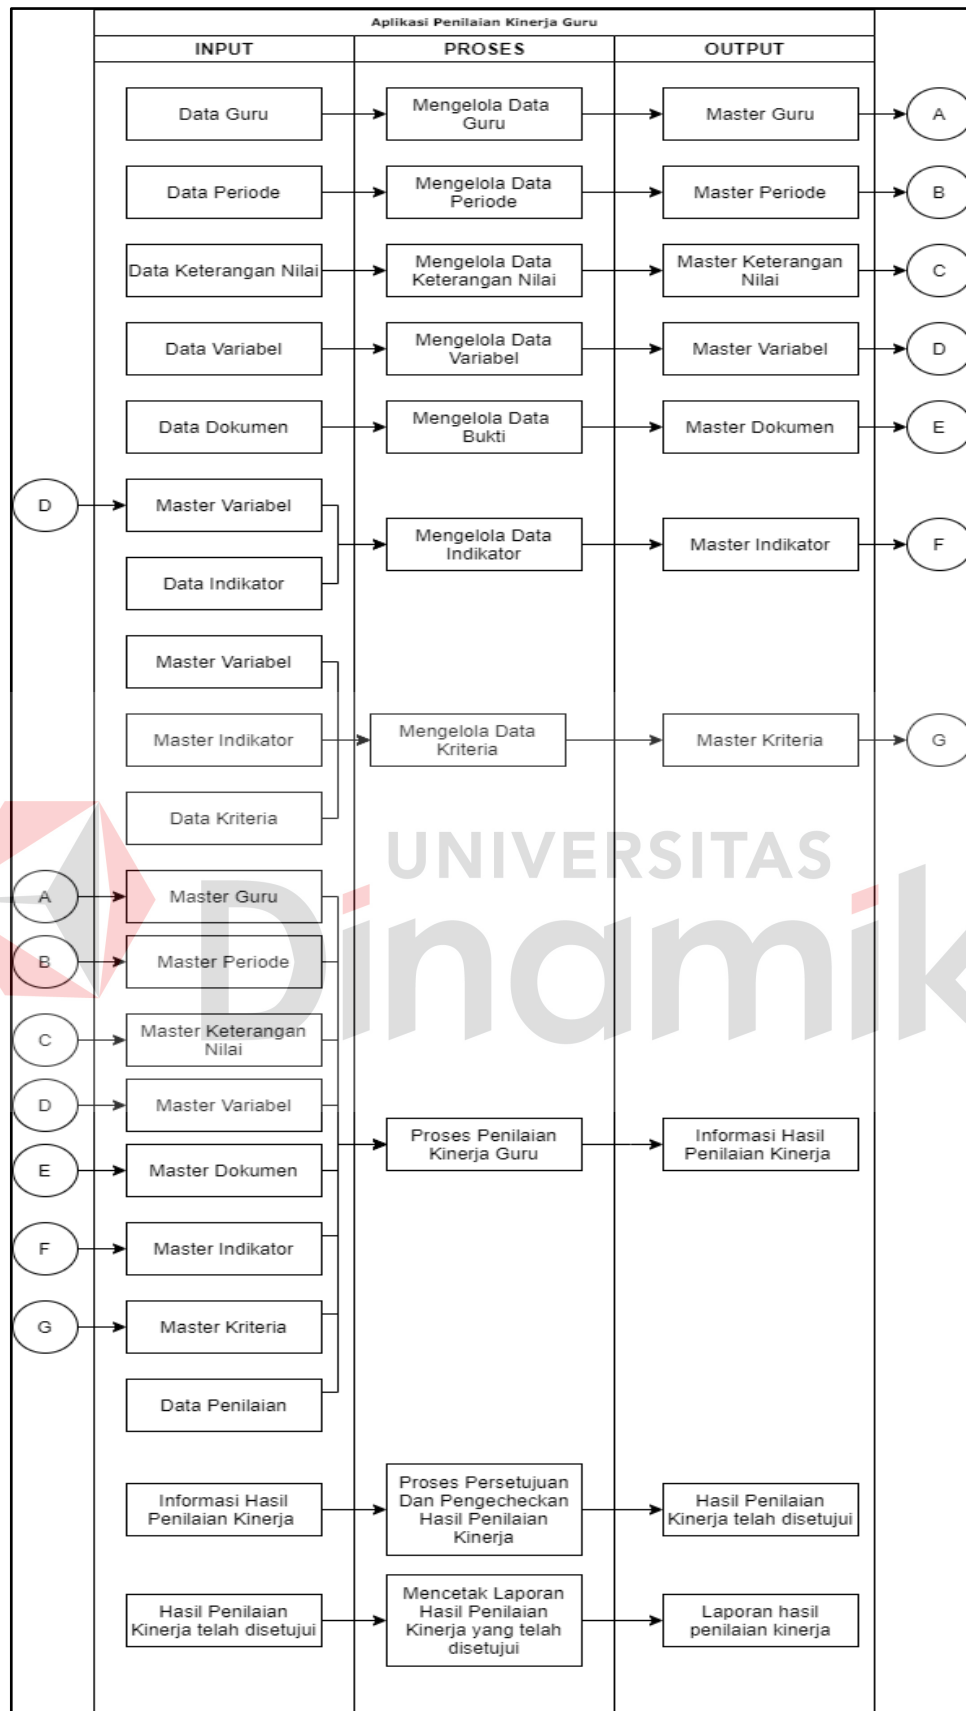 Aplikasi Penilaian Kinerja Guru
INPUT
PROSES
OUTPUT
Data Guru
Mengelola Data
Guru
Master Guru
A
Data Periode
Mengelola Data
Periode
Master Periode
B
Data Keterangan Nilai
Mengelola Data
Keterangan Nilai
Master Keterangan
Nilai
C
Data Variabel
Mengelola Data
Variabel
Master Variabel
D
Data Dokumen
Mengelola Data
Bukti
Master Dokumen
E
D
Master Variabel
Data Indikator
Mengelola Data
Indikator
Master Indikator
F
Master Variabel
Master Indikator
Data Kriteria
Mengelola Data
Kriteria
Master Kriteria
G
UNIVERSITAS
Dinamik
A
Master Guru
B
Master Periode
C
Master Keterangan
Nilai
D
Master Variabel
E
Master Dokumen
F
Master Indikator
G
Master Kriteria
Data Penilaian
Proses Penilaian
Kinerja Guru
Informasi Hasil
Penilaian Kinerja
Informasi Hasil
Penilaian Kinerja
Proses Persetujuan
Dan Pengecheckan
Hasil Penilaian
Kinerja
Hasil Penilaian
Kinerja telah disetujui
Hasil Penilaian
Kinerja telah disetujui
Mencetak Laporan
Hasil Penilaian
Kinerja yang telah
disetujui
Laporan hasil
penilaian kinerja